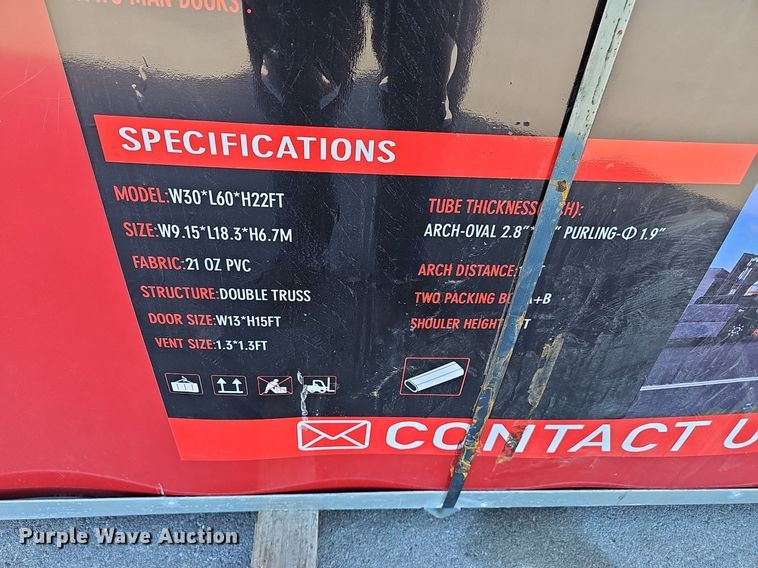 MAN DOORS.
SPECIFICATIONS
MODEL:W30*L60*H22FT
SIZE:W9.15*L18.3*H6.7M
FABRIC:21 OZ PVC
STRUCTURE:DOUBLE TRUSS
DOOR SIZE:W13*H15FT
VENT SIZE:1.3*1.3FT
TUBE THICKNESS H):
ARCH-OVAL 2.8"* " PURLING-Φ 1.9"
ARCH DISTANCE:
TWO PACKING +B
SHOULER HEIGHT
CONTACT U
Purple Wave Auction